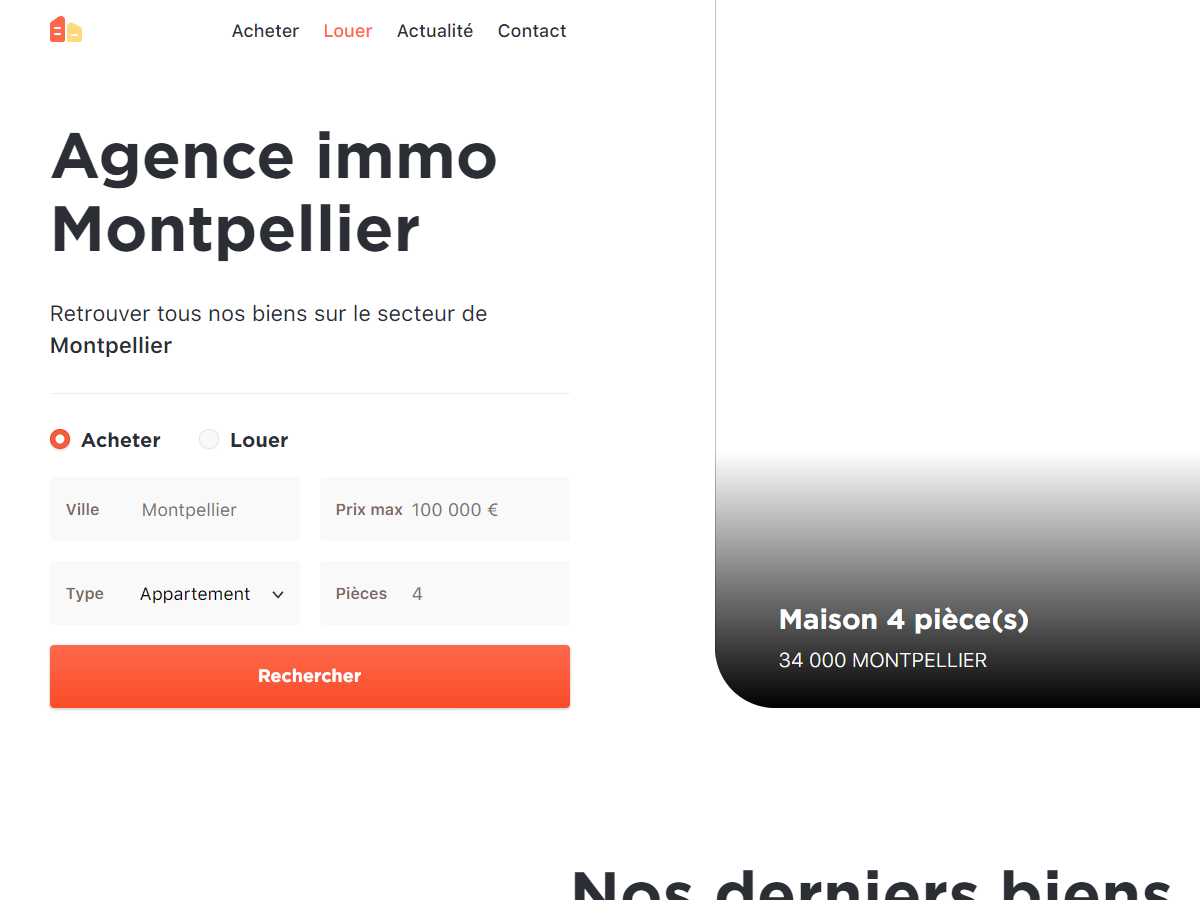 Acheter Louer Actualité Contact
Agence immo
Montpellier
Retrouver tous nos biens sur le secteur de
Montpellier
Acheter Louer
Ville Montpellier Prix max 100 000 €
Type Appartement Pièces 4
Rechercher
Maison 4 pièce(s)
34 000 MONTPELLIER
Nos derniers biens